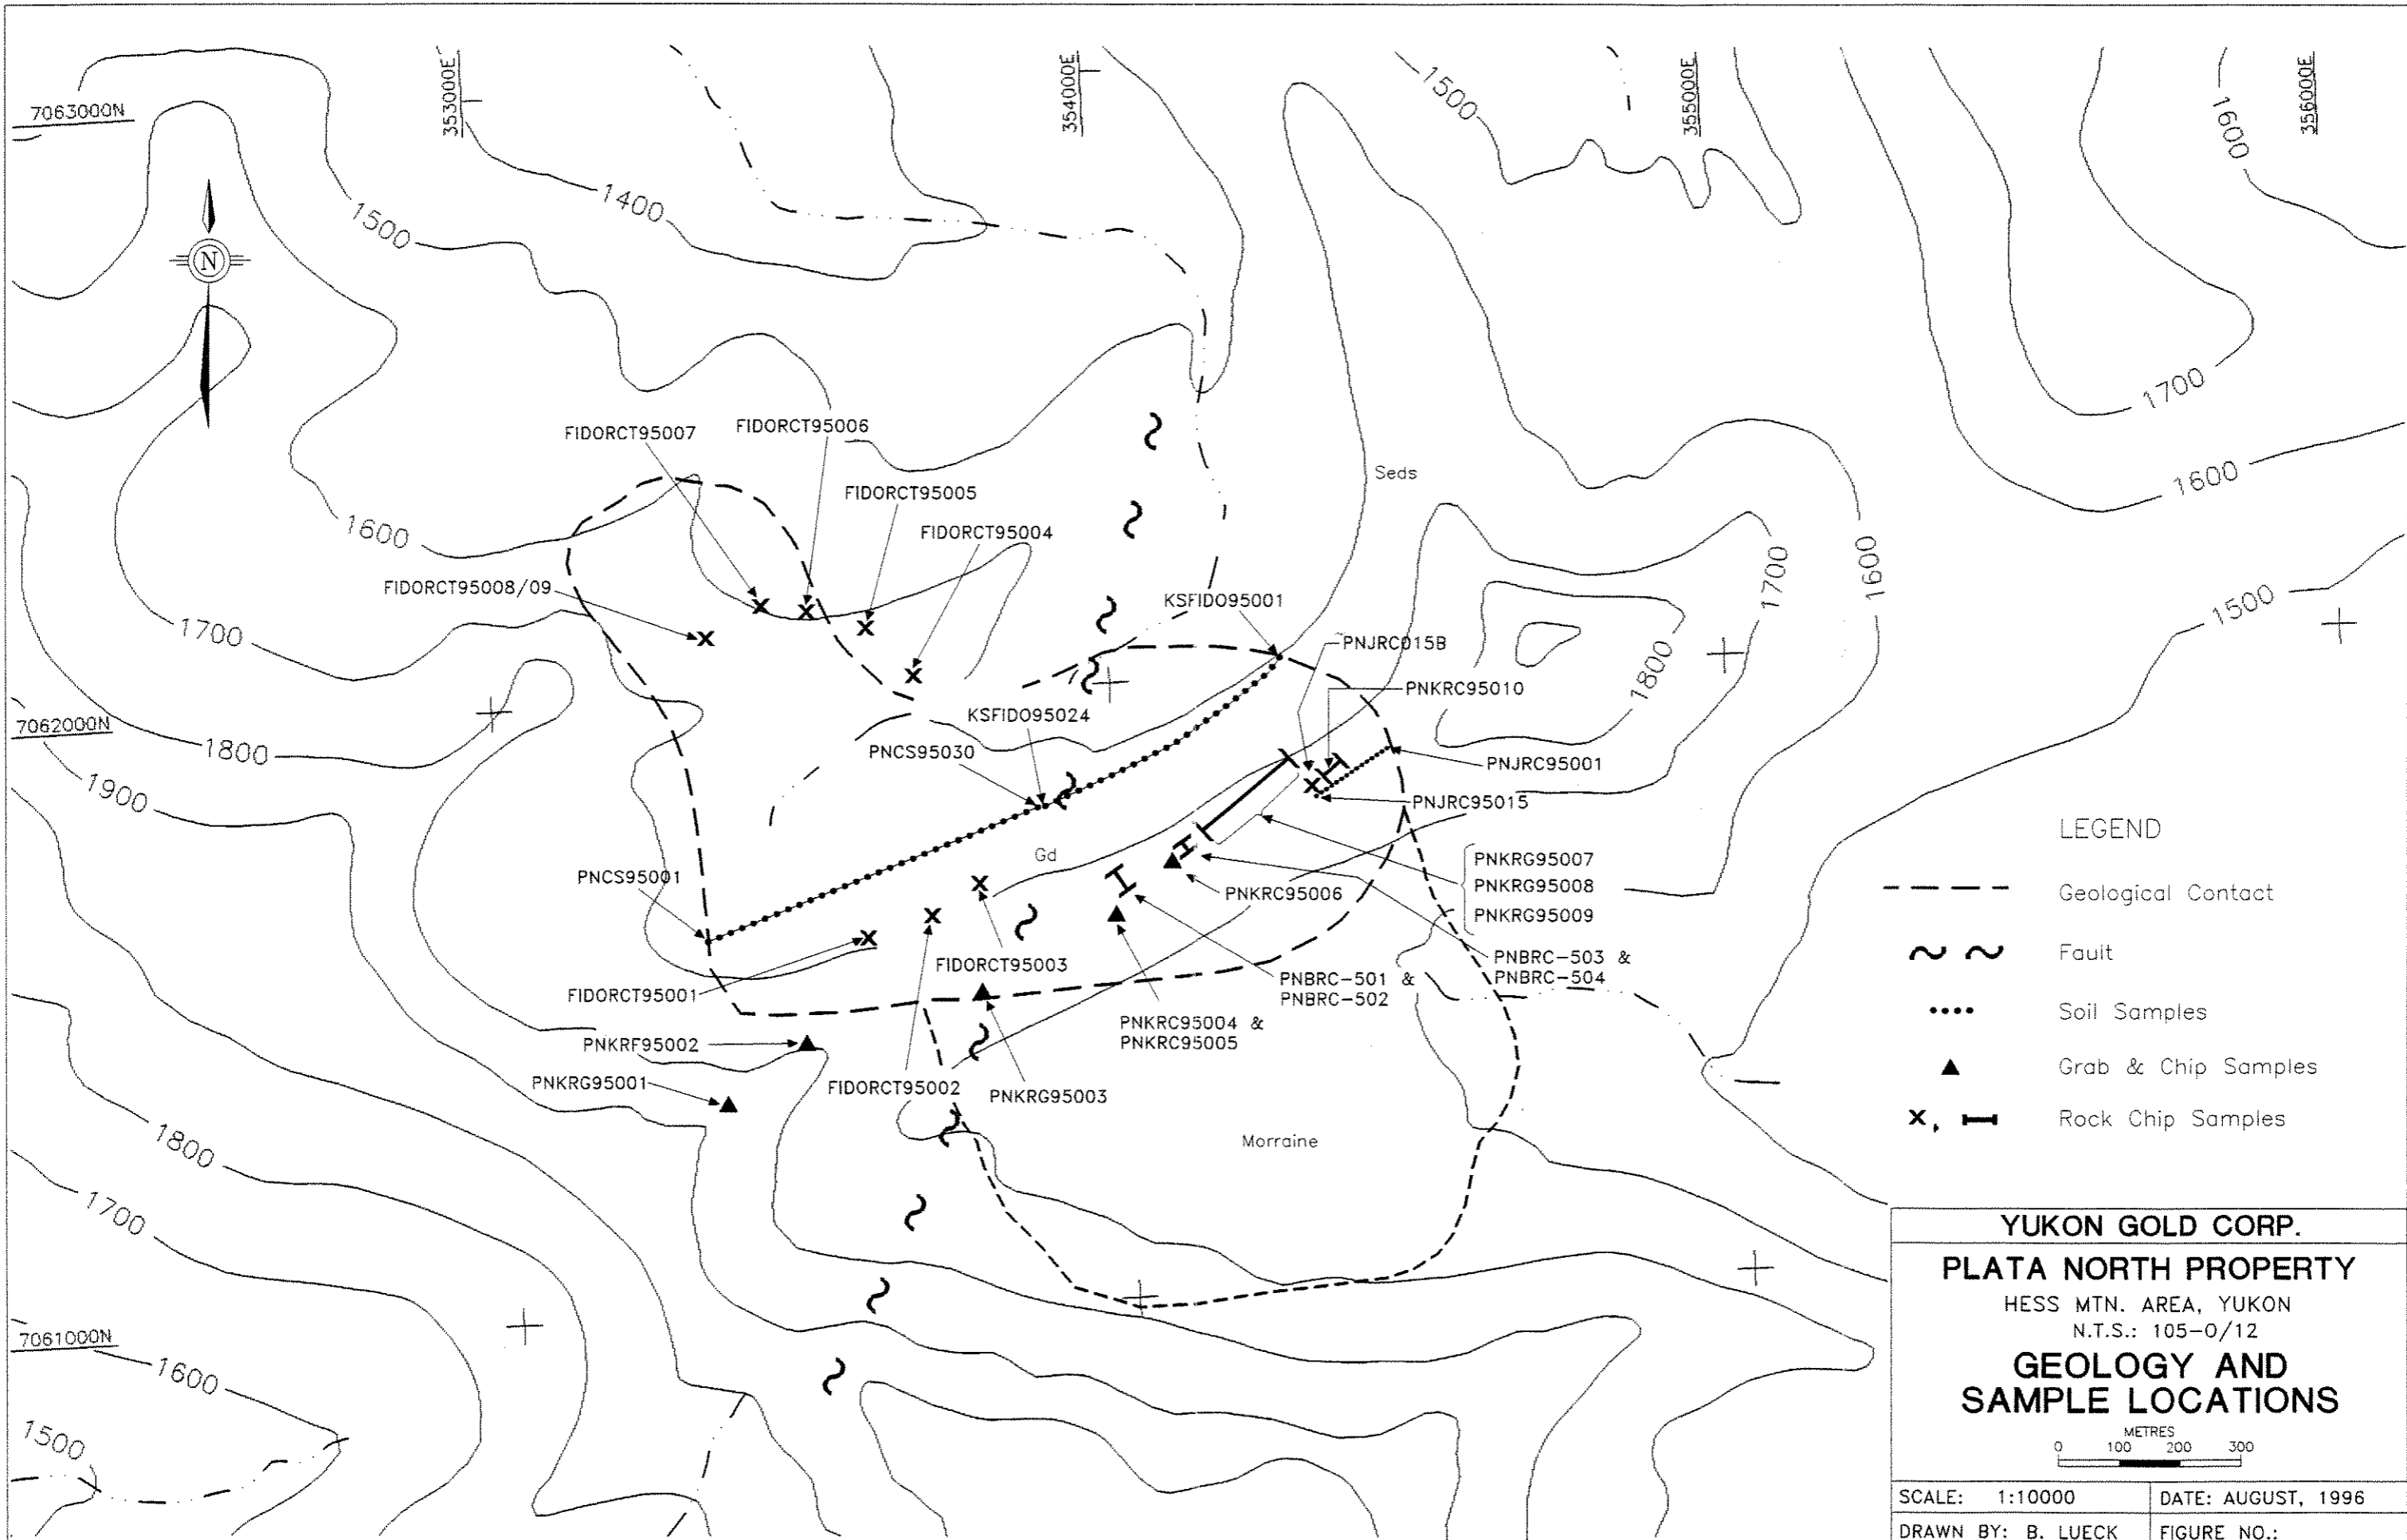 353000E
354000E
355000E
356000E
7063000N
1500
1600
1400
1500
1700
FIDORCT95007
FIDORCT95006
Seds
1600
FIDORCT95005
1600
FIDORCT95004
1700
1600
FIDORCT95008/09
KSFIDO95001
1500
1700
PNJRC015B
1800
PNKRC95010
KSFIDO95024
7062000N
1800
PNCS95030
PNJRC95001
1900
PNJRC95015
LEGEND
Gd
PNKRG95007
PNCS95001
PNKRC95006
PNKRG95008
Geological Contact
PNKRG95009
Fault
FIDORCT95003
PNBRC-503 &
PNBRC-504
PNBRC-501 &
PNBRC-502
FIDORCT95001
Soil Samples
PNKRC95004 &
PNKRC95005
PNKRF95002
Grab & Chip Samples
PNKRG95001
FIDORCT95002
PNKRG95003
Rock Chip Samples
1800
Morraine
1700
7061000N
1600
1500
YUKON GOLD CORP.
PLATA NORTH PROPERTY
HESS MTN. AREA, YUKON
N.T.S.: 105-O/12
GEOLOGY AND
SAMPLE LOCATIONS
METRES
0 100 200 300
SCALE: 1:10000
DATE: AUGUST, 1996
DRAWN BY: B. LUECK
FIGURE NO.:
N